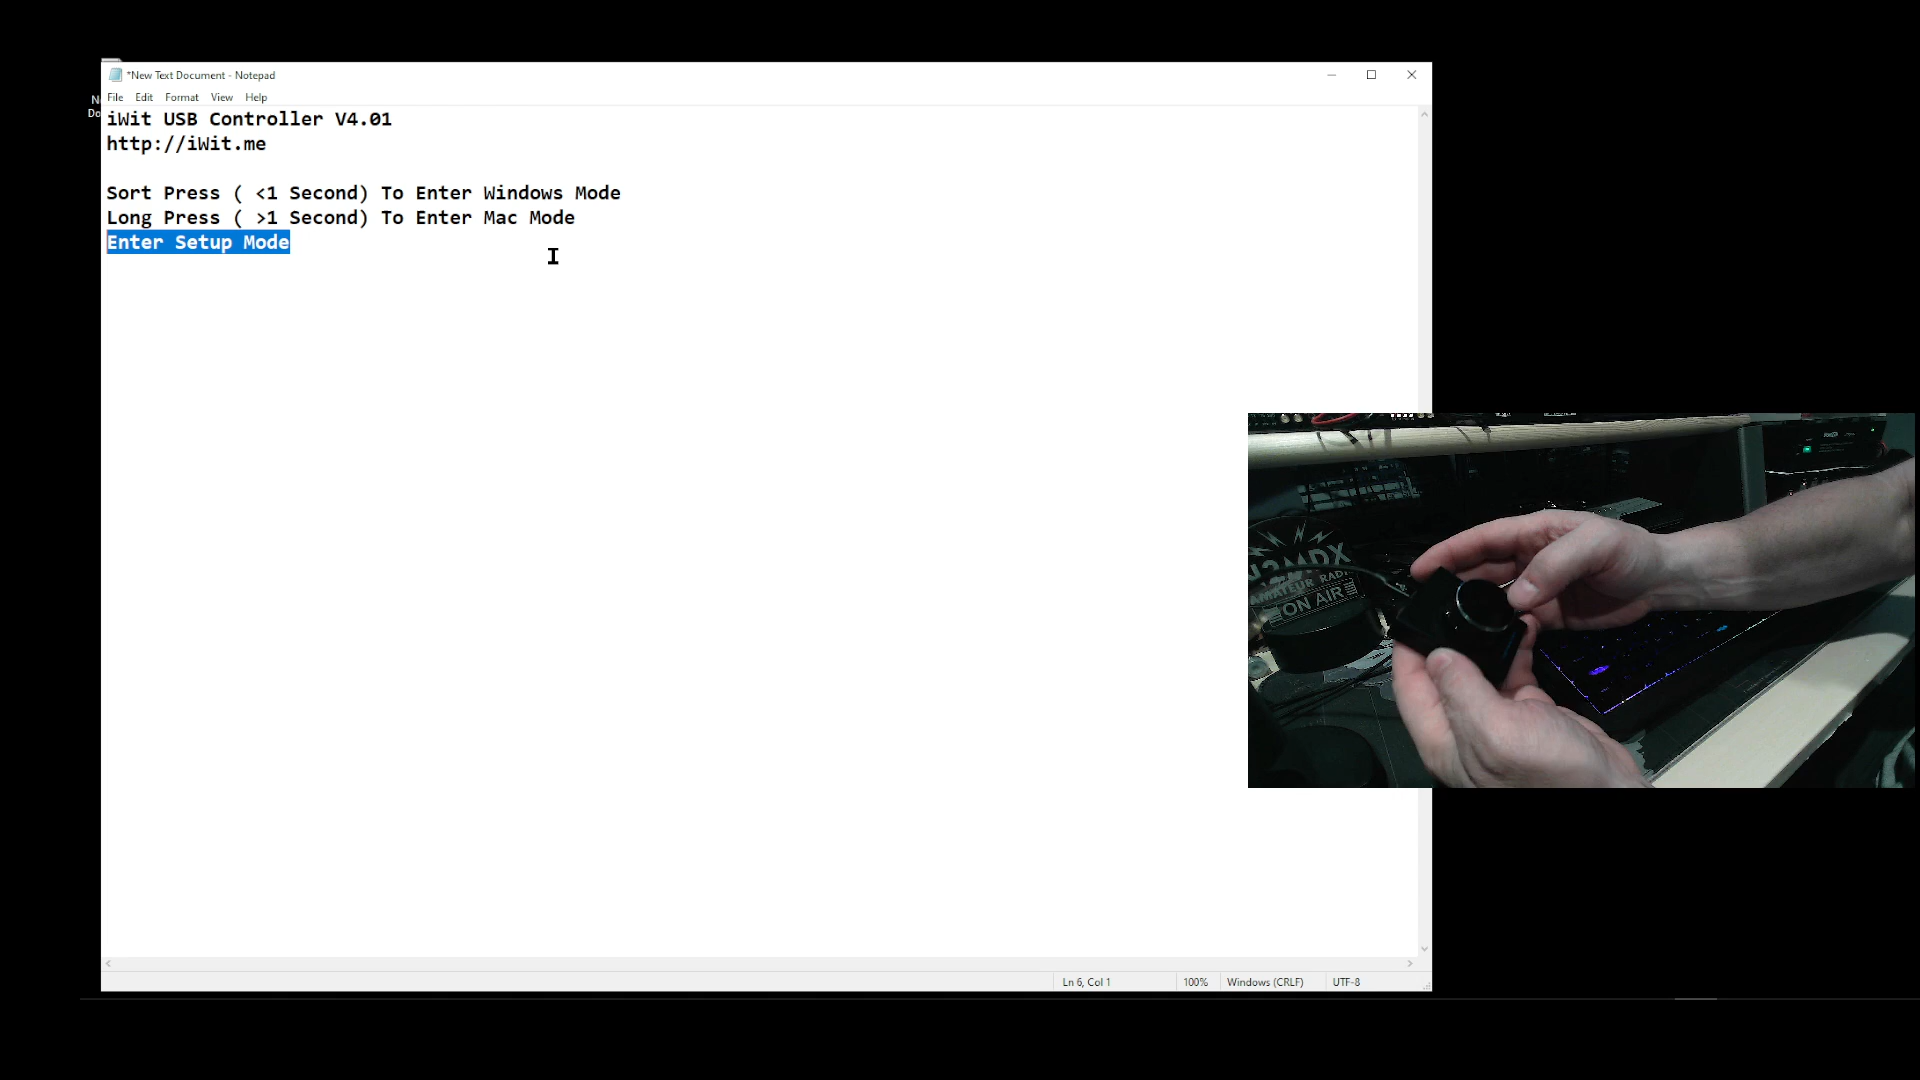 *New Text Document - Notepad
File Edit Format View Help
iWit USB Controller V4.01
http://iWit.me
Sort Press ( <1 Second) To Enter Windows Mode
Long Press ( >1 Second) To Enter Mac Mode
Enter Setup Mode
AMATEUR RADI
ON AIR
Ln 6, Col 1
100%
Windows (CRLF)
UTF-8